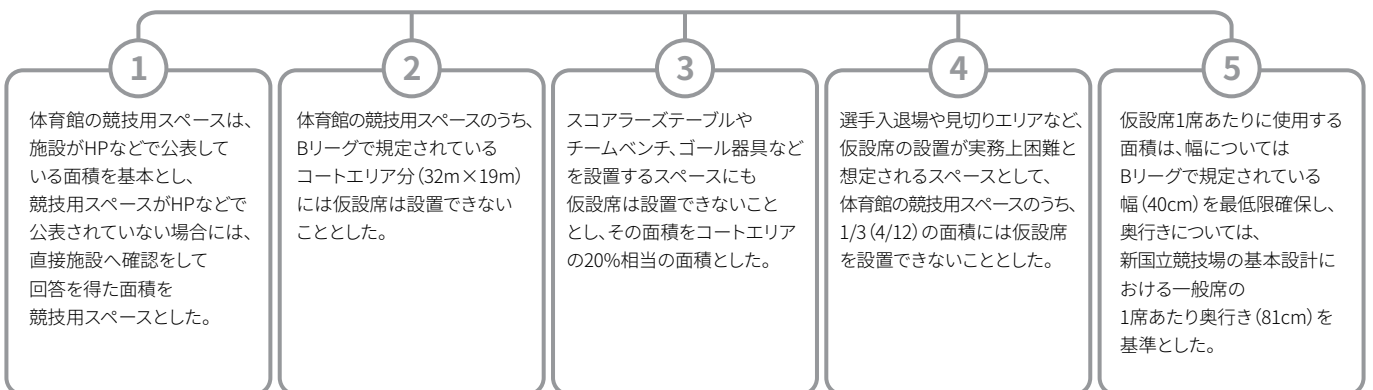 1
体育館の競技用スペースは、
施設がHPなどで公表して
いる面積を基本とし、
競技用スペースがHPなどで
公表されていない場合には、
直接施設へ確認をして
回答を得た面積を
競技用スペースとした。
2
体育館の競技用スペースのうち、
Bリーグで規定されている
コートエリア分(32m×19m)
には仮設席は設置できない
こととした。
3
スコアラーズテーブルや
チームベンチ、ゴール器具など
を設置するスペースにも
仮設席は設置できないこと
とし、その面積をコートエリア
の20%相当の面積とした。
4
選手入退場や見切りエリアなど、
仮設席の設置が実務上困難と
想定されるスペースとして、
体育館の競技用スペースのうち、
1/3(4/12)の面積には仮設席
を設置できないこととした。
5
仮設席1席あたりに使用する
面積は、幅については
Bリーグで規定されている
幅(40cm)を最低限確保し、
奥行きについては、
新国立競技場の基本設計に
おける一般席の
1席あたり奥行き(81cm)を
基準とした。